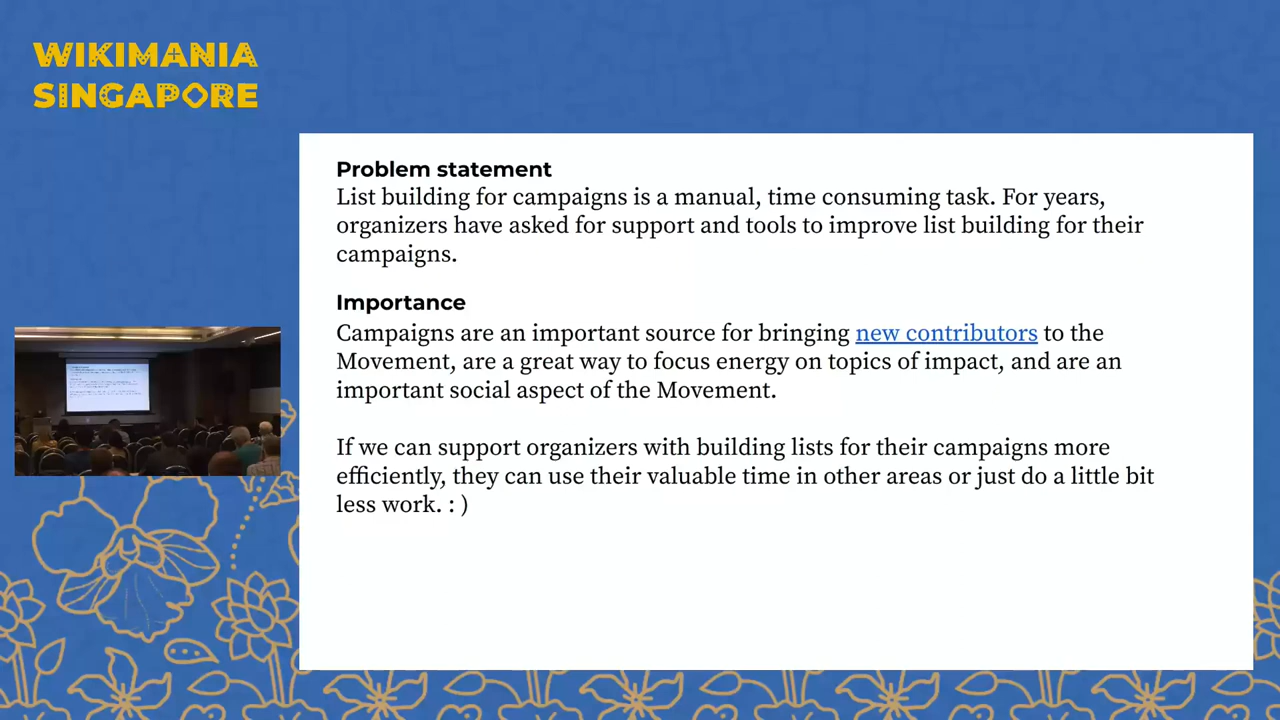 WIKIMANIA
SINGAPORE
Problem statement
List building for campaigns is a manual, time consuming task. For years,
organizers have asked for support and tools to improve list building for their
campaigns.
Importance
Campaigns are an important source for bringing new contributors to the
Movement, are a great way to focus energy on topics of impact, and are an
important social aspect of the Movement.
If we can support organizers with building lists for their campaigns more
efficiently, they can use their valuable time in other areas or just do a little bit
less work. : )